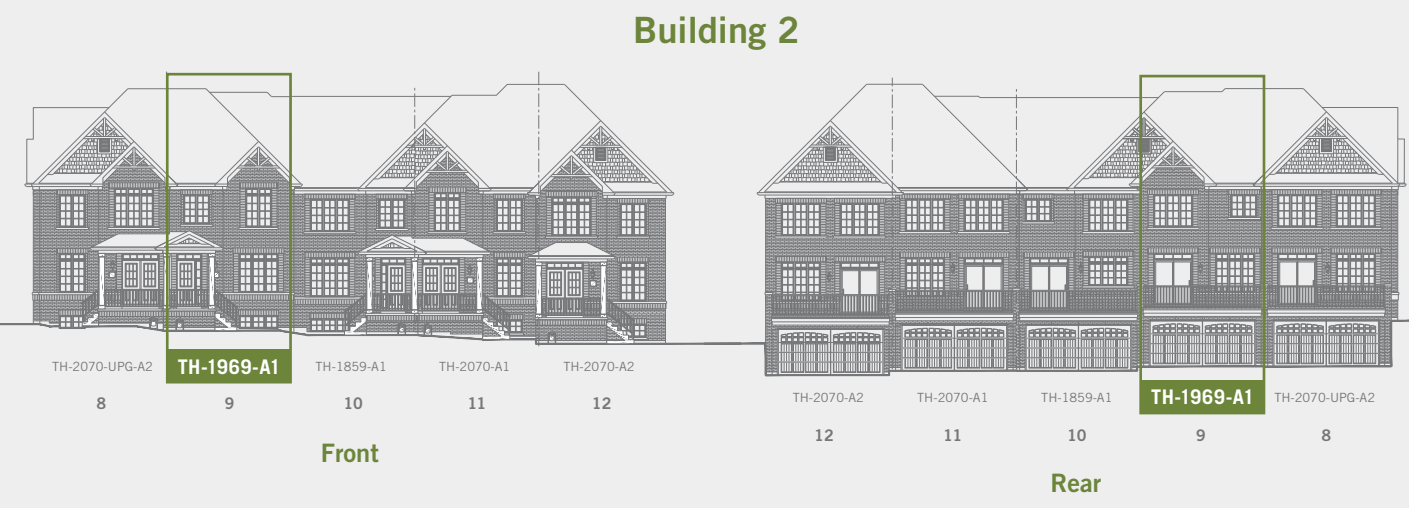 Building 2
TH-2070-UPG-A2 TH-1969-A1 TH-1859-A1 TH-2070-A1 TH-2070-A2
8 9 10 11 12
Front
TH-2070-A2 TH-2070-A1 TH-1859-A1 TH-1969-A1 TH-2070-UPG-A2
12 11 10 9 8
Rear